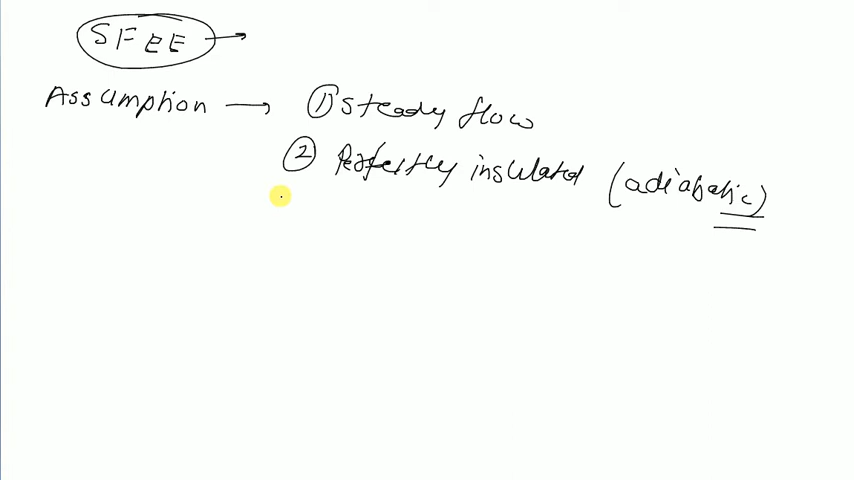 SFEE →
Assumption → ① Steady flow
② Perfectly insulated (adiabatic)